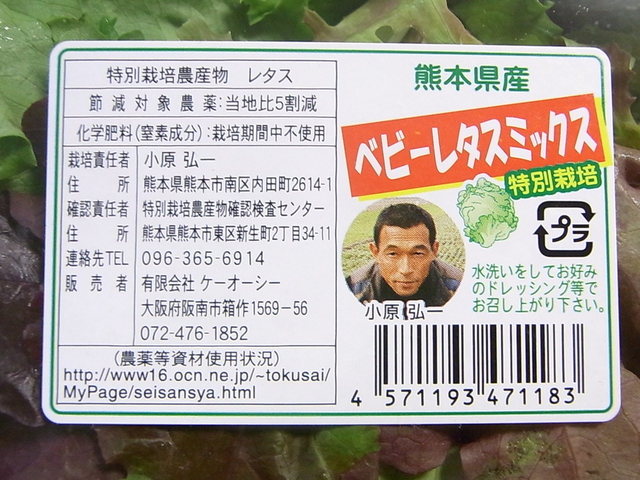 特別栽培農産物 レタス
節減対象農薬:当地比5割減
化学肥料(窒素成分):栽培期間中不使用
栽培責任者 小原 弘一
住 所 熊本県熊本市南区内田町2614-1
確認責任者 特別栽培農産物確認検査センター
住 所 熊本県熊本市東区新生町2丁目34-11
連絡先TEL 096-365-6914
販 売 者 有限会社 ケーオーシー
大阪府阪南市箱作1569-56
072-476-1852
(農薬等資材使用状況)
http://www16.ocn.ne.jp/~tokusai/
MyPage/seisansya.html
熊本県産
ベビーレタスミックス
特別栽培
プラ
小原 弘一
水洗いをしてお好み
のドレッシング等で
お召し上がり下さい。
4 571193 471183